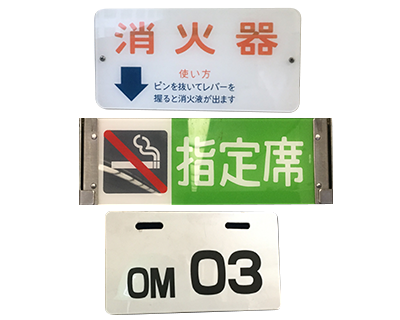 消火器
使い方
ピンを抜いてレバーを
握ると消火液が出ます
指定席
OM 03